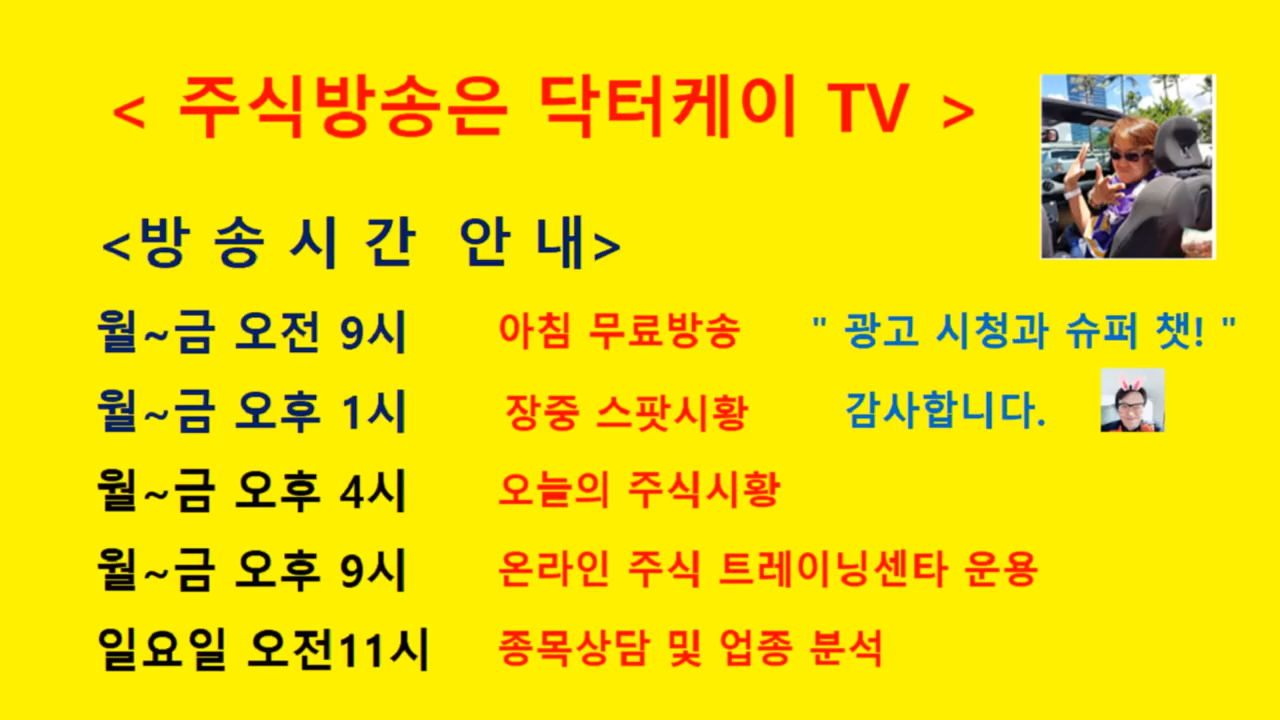 < 주식방송은 닥터케이 TV >
<방 송 시 간 안 내>
월~금 오전 9시 아침 무료방송 " 광고 시청과 슈퍼 챗! "
월~금 오후 1시 장중 스팟시황 감사합니다.
월~금 오후 4시 오늘의 주식시황
월~금 오후 9시 온라인 주식 트레이닝센타 운용
일요일 오전11시 종목상담 및 업종 분석